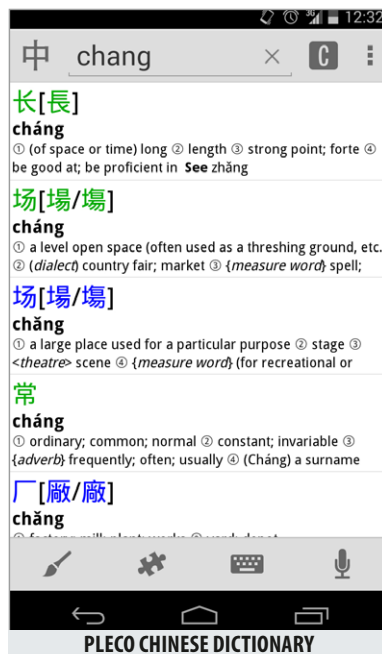 3G 12:32
中 chang × C
长[長]
cháng
① (of space or time) long ② length ③ strong point; forte ④
be good at; be proficient in See zhǎng
场[場/塲]
cháng
① a level open space (often used as a threshing ground, etc.
② (dialect) country fair; market ③ {measure word} spell;
场[場/塲]
chǎng
① a large place used for a particular purpose ② stage ③
<theatre> scene ④ {measure word} (for recreational or
常
cháng
① ordinary; common; normal ② constant; invariable ③
{adverb} frequently; often; usually ④ (Cháng) a surname
厂[廠/廠]
chǎng
PLECO CHINESE DICTIONARY